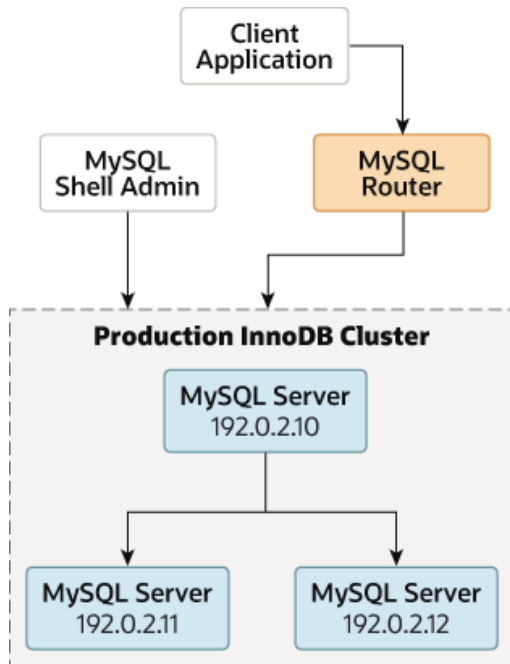 Client
Application
MySQL
Shell Admin
MySQL
Router
Production InnoDB Cluster
MySQL Server
192.0.2.10
MySQL Server
192.0.2.11
MySQL Server
192.0.2.12